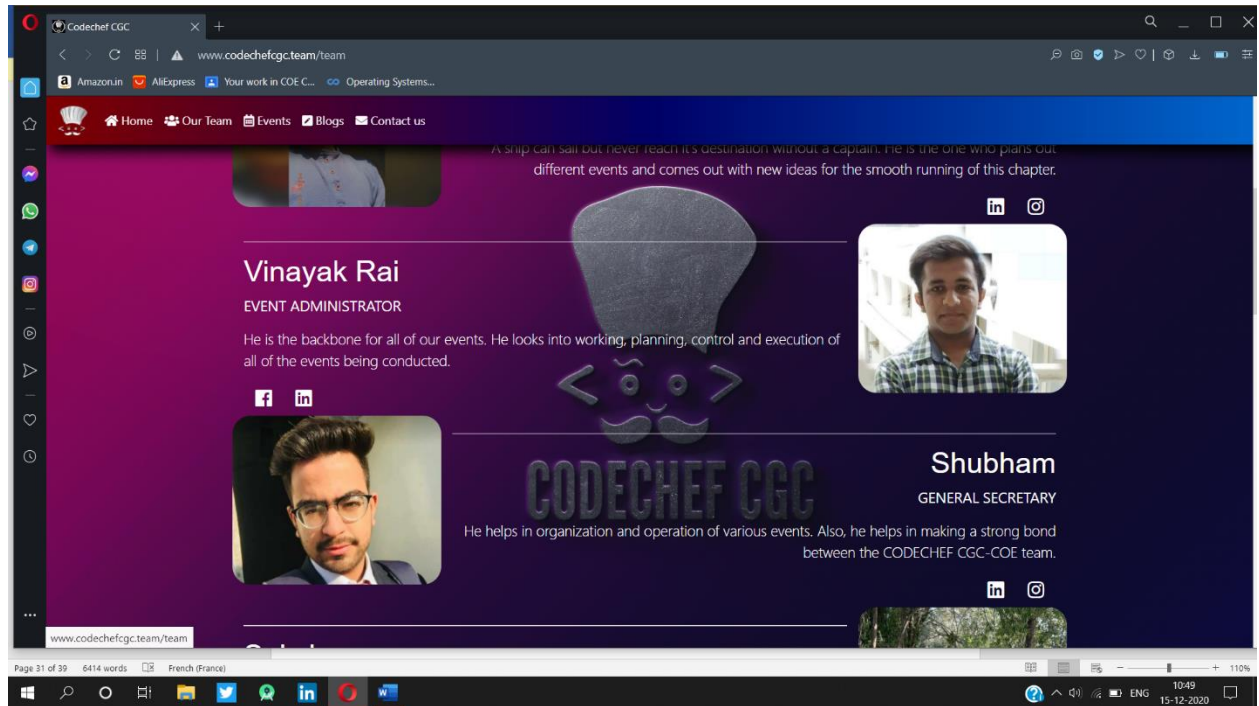 Codechef CGC
www.codechefcgc.team/team
Amazon.in AliExpress Your work in COE C... Operating Systems...
Home Our Team Events Blogs Contact us
A ship can sail but never reach it's destination without a captain. He is the one who plans out
different events and comes out with new ideas for the smooth running of this chapter.
Vinayak Rai
EVENT ADMINISTRATOR
He is the backbone for all of our events. He looks into working, planning, control and execution of
all of the events being conducted.
CODECHEF CGC
Shubham
GENERAL SECRETARY
He helps in organization and operation of various events. Also, he helps in making a strong bond
between the CODECHEF CGC-COE team.
www.codechefcgc.team/team
Page 31 of 39 6414 words French (France) 110%
ENG 10:49
15-12-2020